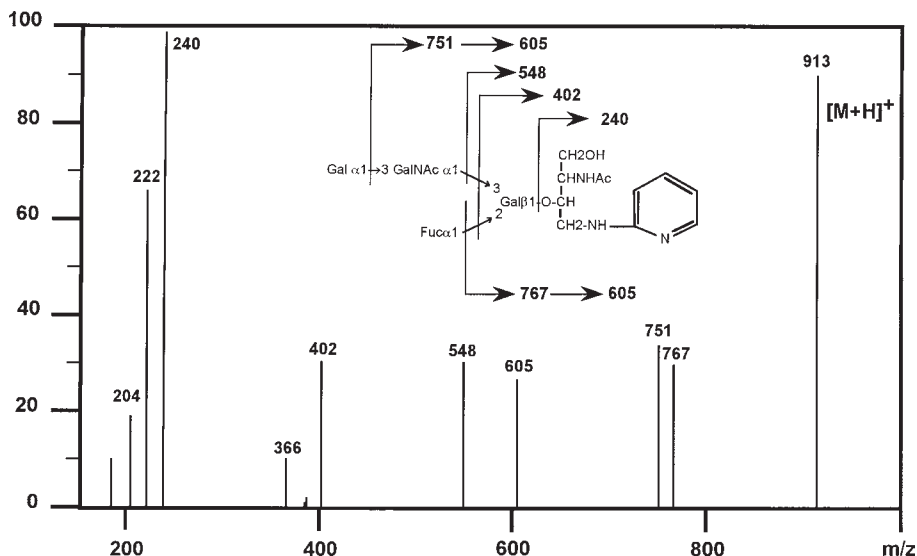 100
80
60
40
20
0
240
222
204
366
402
548
605
751
767
913
[M+H]+
751 → 605
548
402
240
CH2OH
CHNHAc
Gal α1→3 GalNAc α1
3
Galβ1-O-CH
2
Fucα1
CH2-NH
N
767 → 605
200 400 600 800 m/z